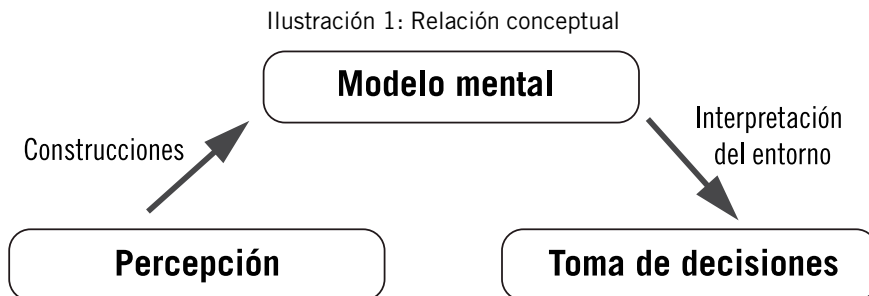 Ilustración 1: Relación conceptual
Modelo mental
Construcciones
Interpretación
del entorno
Percepción
Toma de decisiones